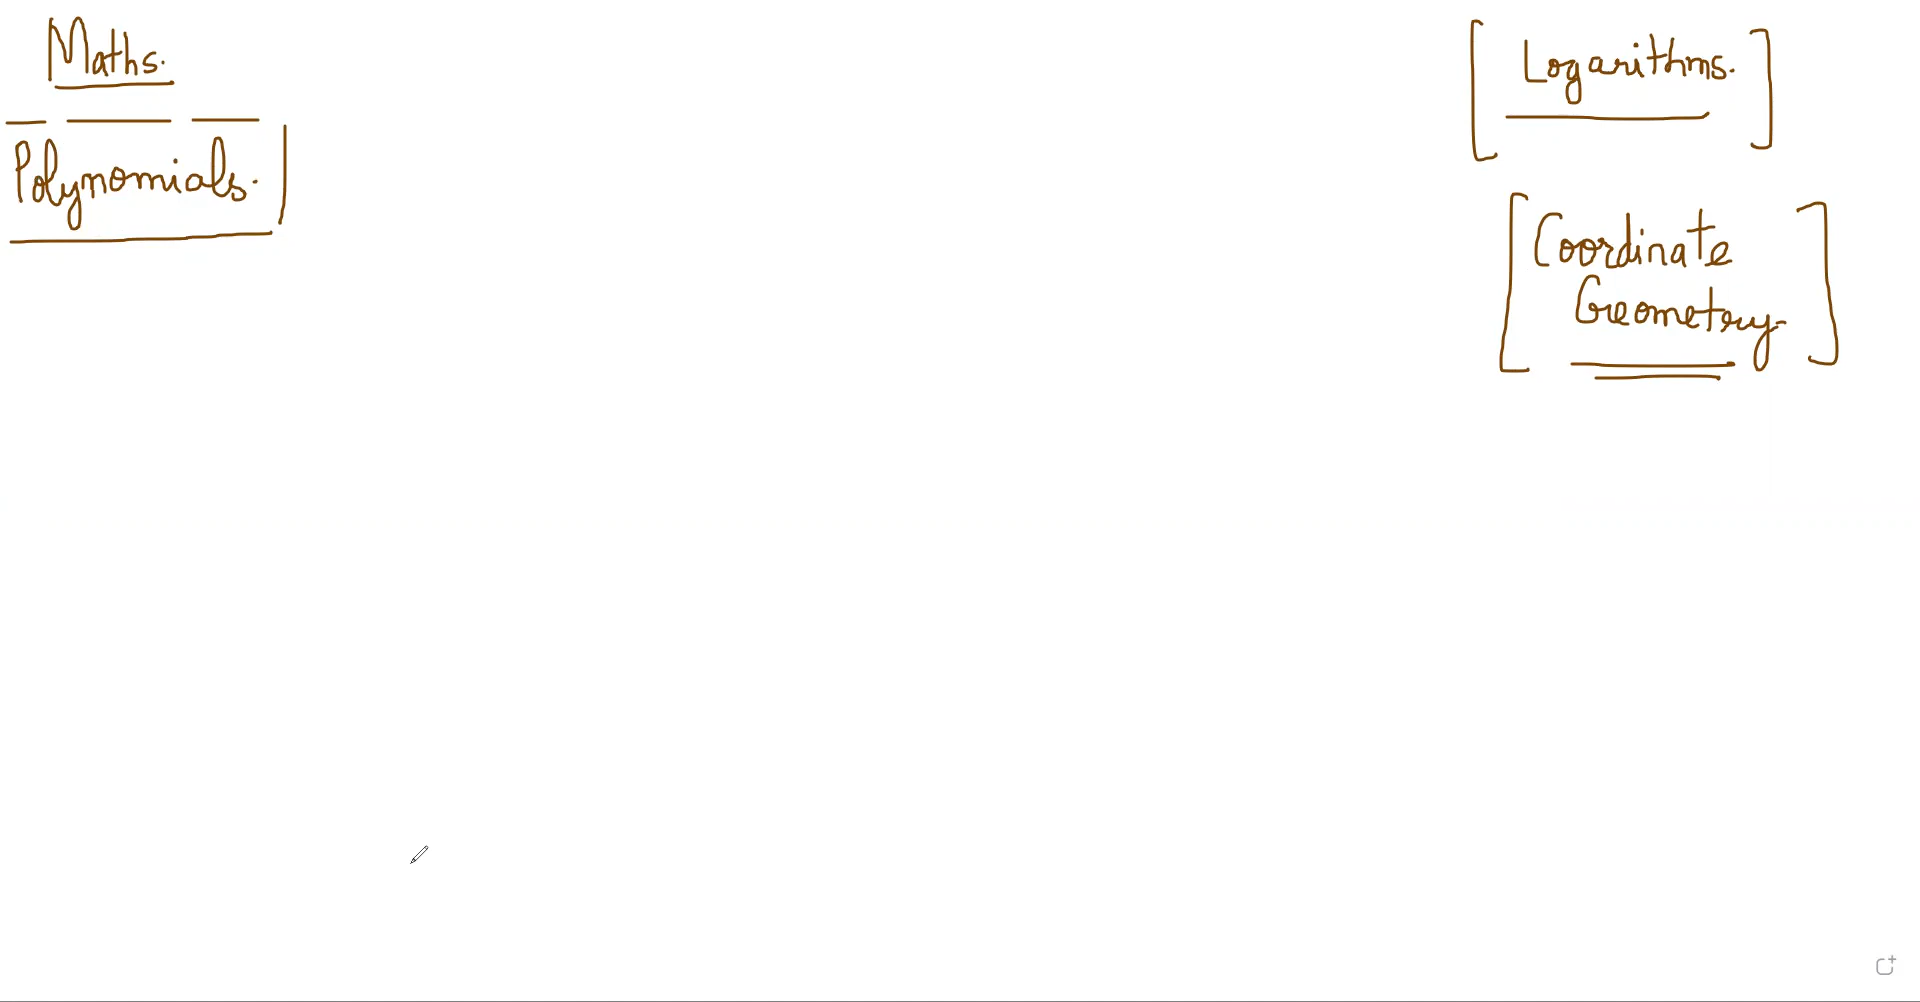 Maths.
Polynomials.
Logarithms.
Coordinate
Geometry.